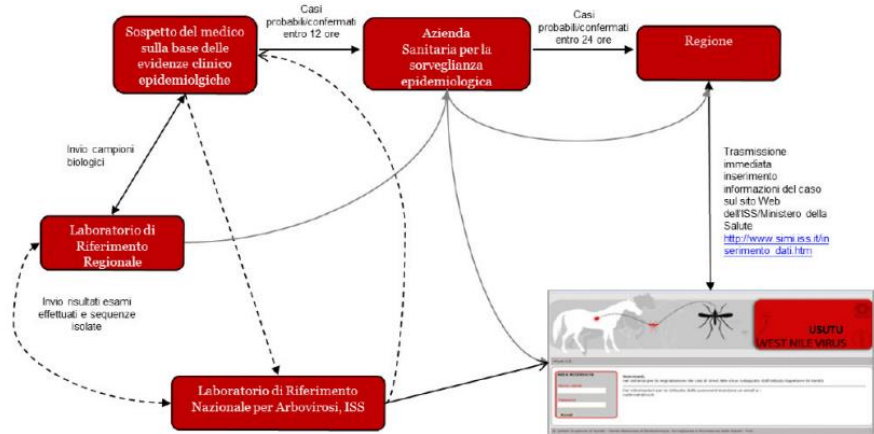 Casi
probabili/confermati
entro 12 ore
Casi
probabili/confermati
entro 24 ore
Sospetto del medico
sulla base delle
evidenze clinico
epidemiolgiche
Azienda
Sanitaria per la
sorveglianza
epidemiologica
Regione
Invio campioni
biologici
Trasmissione
immediata
inserimento
informazioni del caso
sul sito Web
dell'ISS/Ministero della
Salute
http://www.simi.iss.it/in
serimento_dati.htm
Laboratorio di
Riferimento
Regionale
Invio risultati esami
effettuati e sequenze
isolate
USUTU
WEST NILE VIRUS
Laboratorio di Riferimento
Nazionale per Arbovirosi, ISS